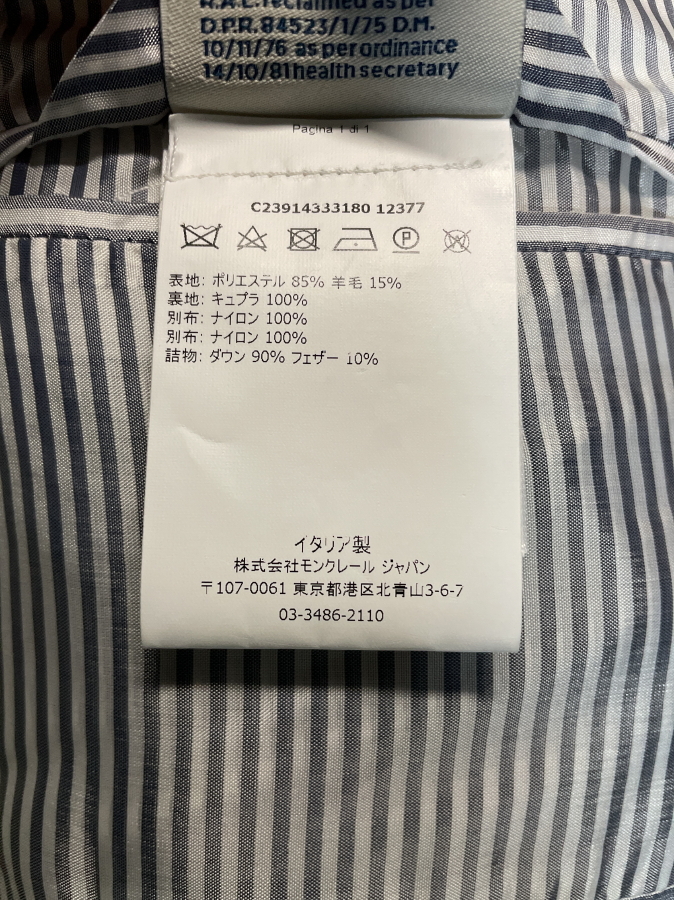 R.A.L. reclaimed as per
D.P.R. 84523/1/75 D.M.
10/11/76 as per ordinance
14/10/81 health secretary
Pagina 1 di 1
C23914333180 12377
P
表地: ポリエステル 85% 羊毛 15%
裏地: キュプラ 100%
別布: ナイロン 100%
別布: ナイロン 100%
詰物: ダウン 90% フェザー 10%
イタリア製
株式会社モンクレール ジャパン
〒107-0061 東京都港区北青山3-6-7
03-3486-2110